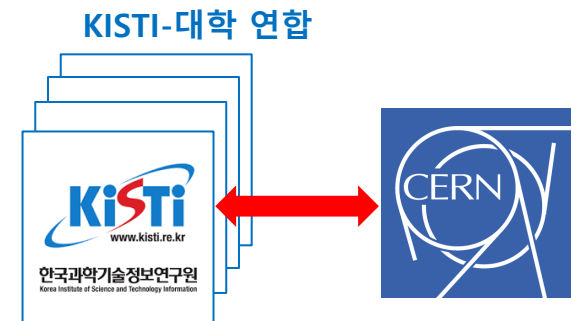 KISTI-대학 연합
KiSTi
www.kisti.re.kr
한국과학기술정보연구원
Korea Institute of Science and Technology Information
CERN